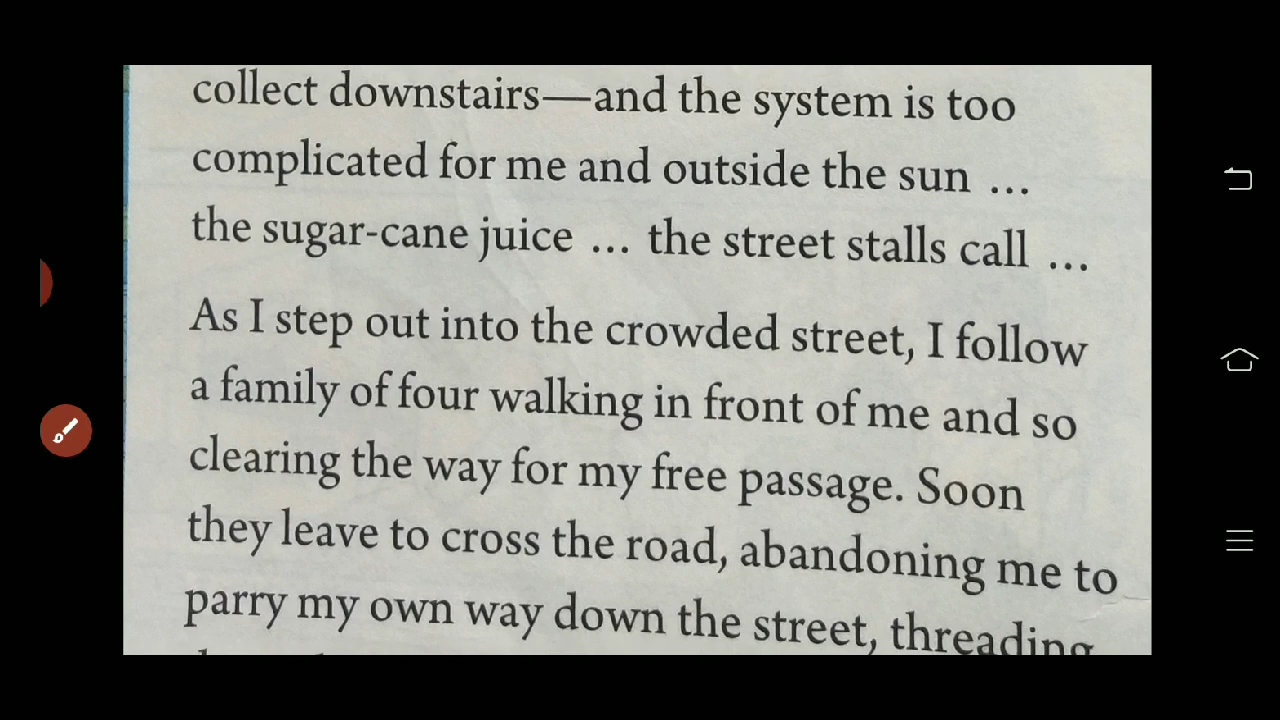 collect downstairs—and the system is too
complicated for me and outside the sun ...
the sugar-cane juice ... the street stalls call ...
As I step out into the crowded street, I follow
a family of four walking in front of me and so
clearing the way for my free passage. Soon
they leave to cross the road, abandoning me to
parry my own way down the street, threading